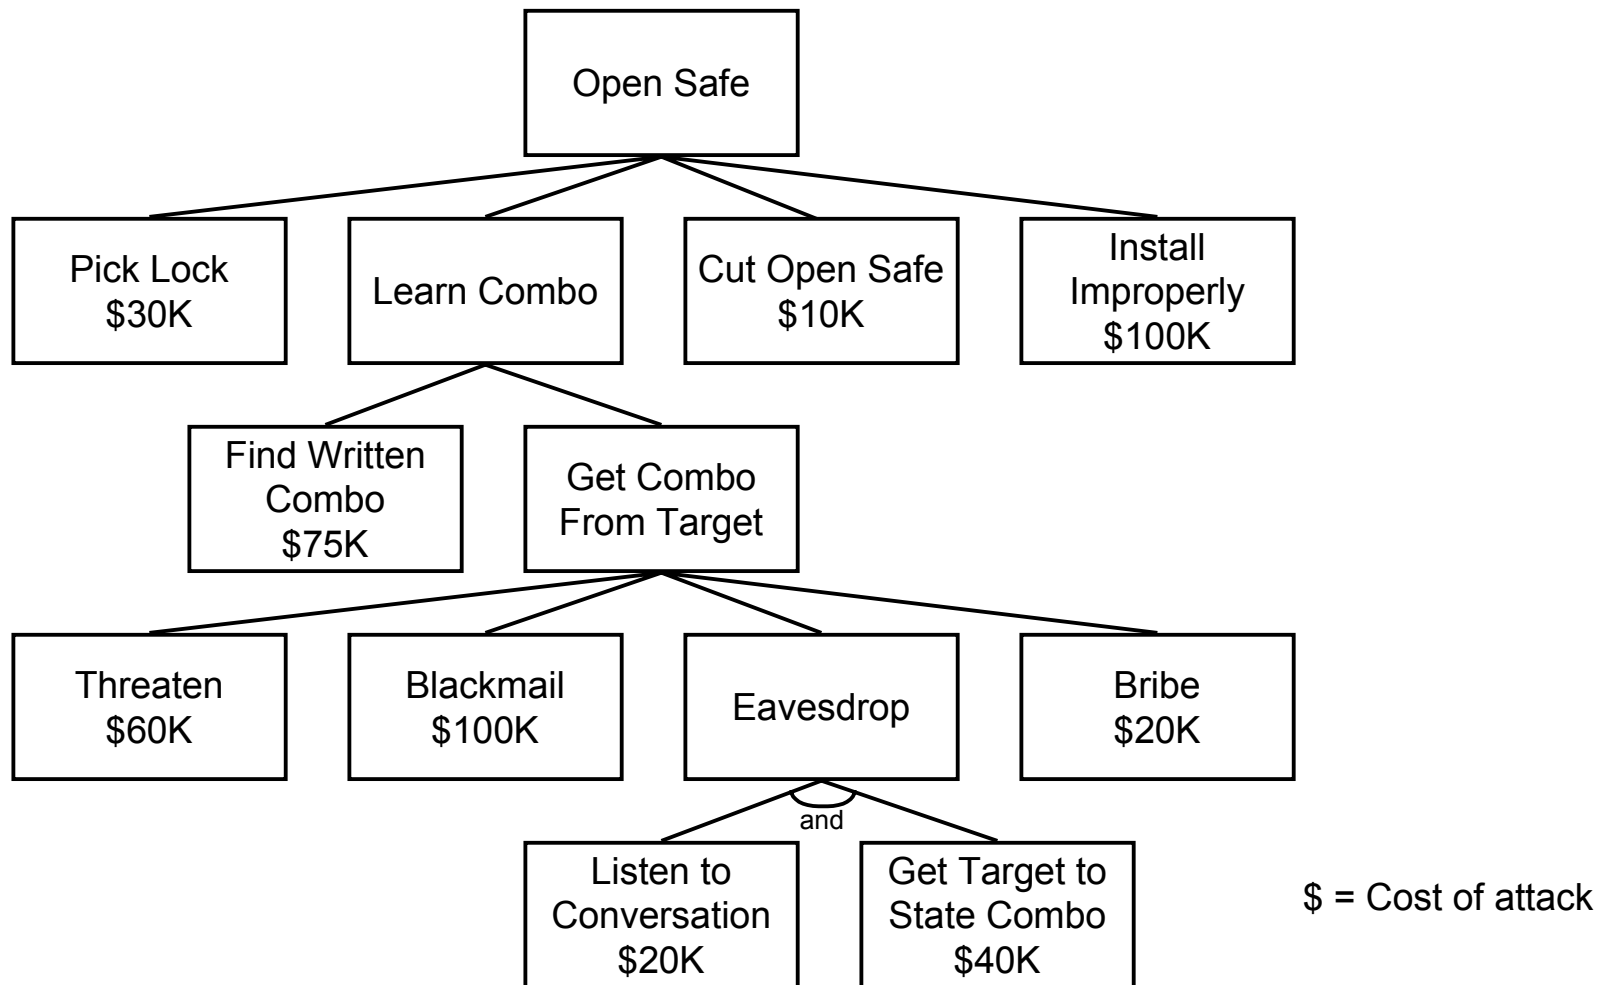 Open Safe
Pick Lock
$30K
Learn Combo
Cut Open Safe
$10K
Install
Improperly
$100K
Find Written
Combo
$75K
Get Combo
From Target
Threaten
$60K
Blackmail
$100K
Eavesdrop
Bribe
$20K
and
Listen to
Conversation
$20K
Get Target to
State Combo
$40K
$ = Cost of attack